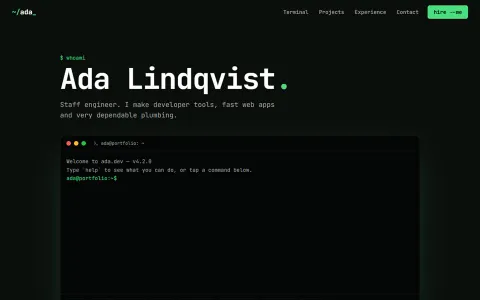 ~/ada_
Terminal Projects Experience Contact hire --me
$ whoami
Ada Lindqvist.
Staff engineer. I make developer tools, fast web apps
and very dependable plumbing.
ada@portfolio: ~
Welcome to ada.dev — v4.2.0
Type `help` to see what you can do, or tap a command below.
ada@portfolio:~$